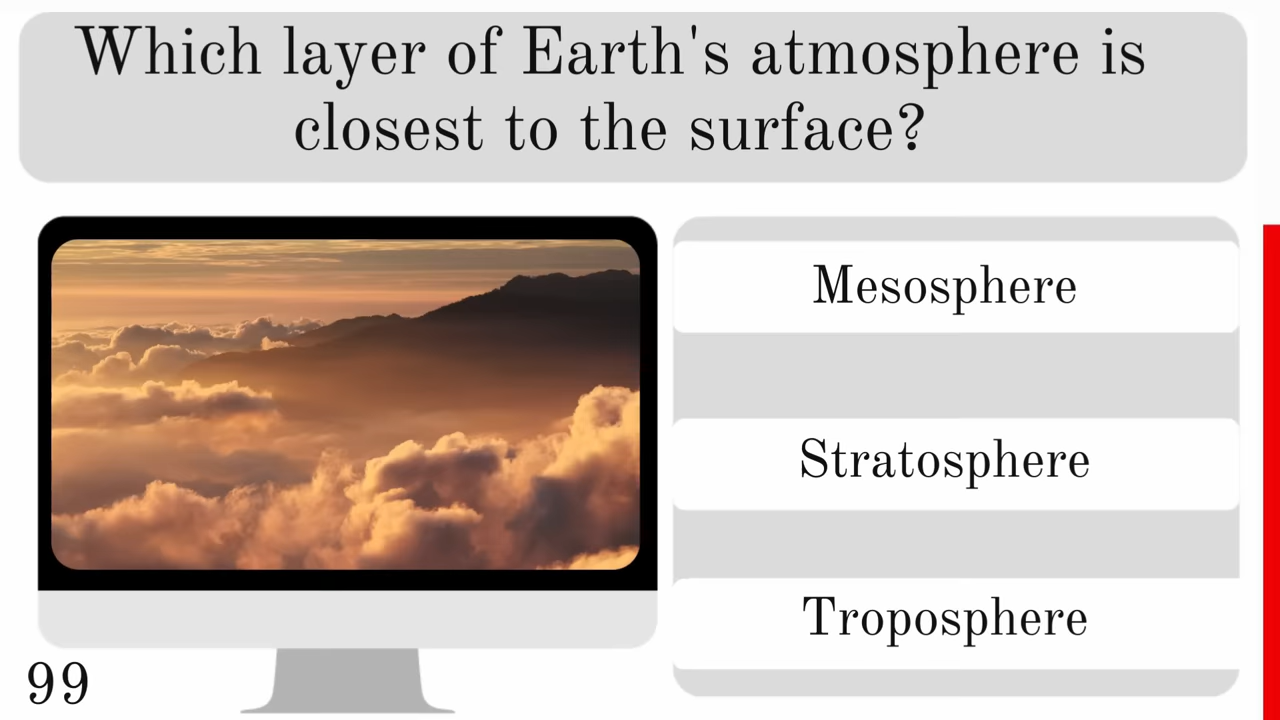 Which layer of Earth's atmosphere is
closest to the surface?
Mesosphere
Stratosphere
Troposphere
99